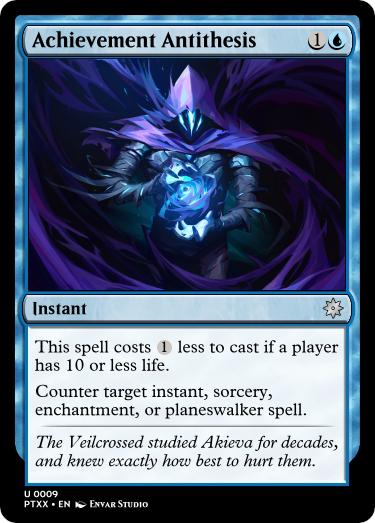 Achievement Antithesis 1
Instant
This spell costs 1 less to cast if a player
has 10 or less life.
Counter target instant, sorcery,
enchantment, or planeswalker spell.
The Veilcrossed studied Akieva for decades,
and knew exactly how best to hurt them.
U 0009
PTXX • EN Envar Studio